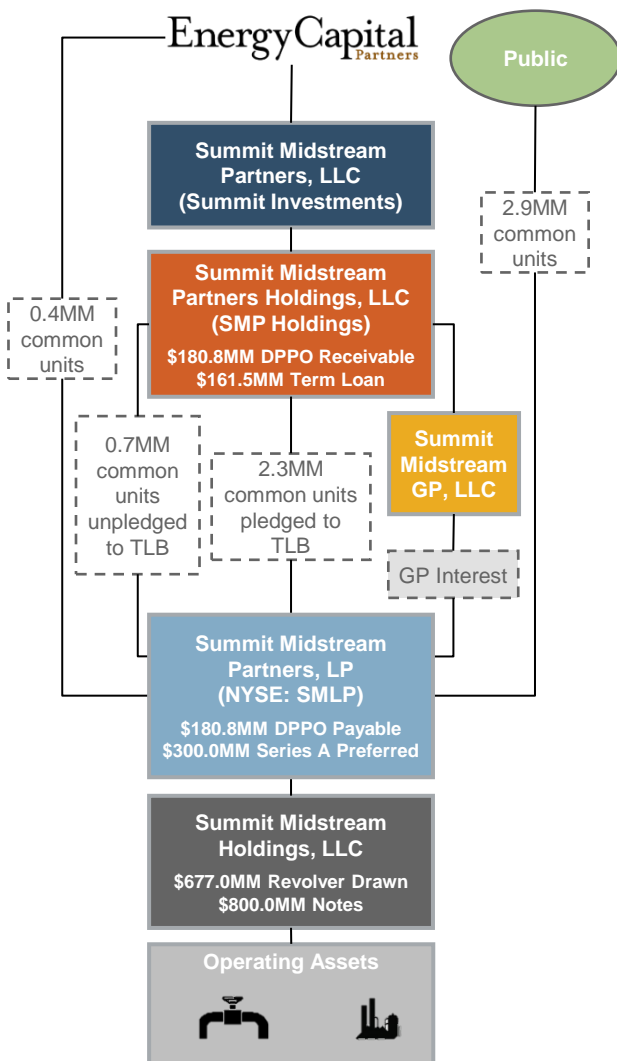 EnergyCapital
Partners
Public
Summit Midstream
Partners, LLC
(Summit Investments)
2.9MM
common
units
Summit Midstream
Partners Holdings, LLC
(SMP Holdings)
$180.8MM DPPO Receivable
$161.5MM Term Loan
0.4MM
common
units
0.7MM
common
units
unpledged
to TLB
2.3MM
common units
pledged to
TLB
Summit
Midstream
GP, LLC
GP Interest
Summit Midstream
Partners, LP
(NYSE: SMLP)
$180.8MM DPPO Payable
$300.0MM Series A Preferred
Summit Midstream
Holdings, LLC
$677.0MM Revolver Drawn
$800.0MM Notes
Operating Assets